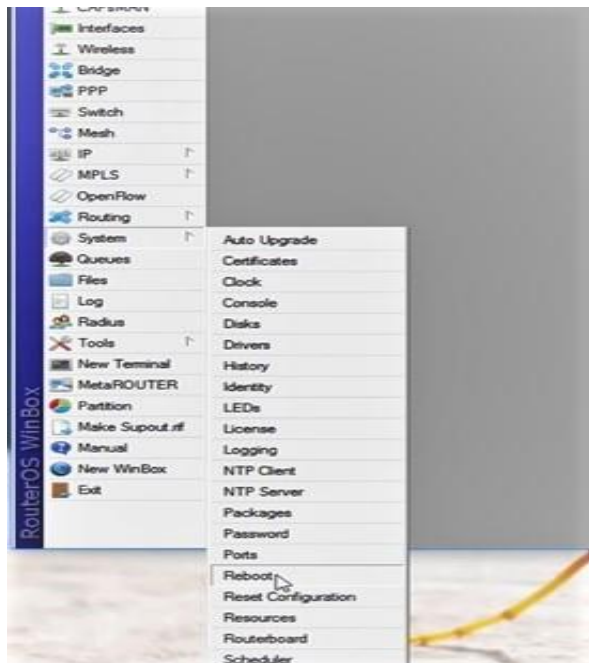 CAPsMAN
Interfaces
Wireless
Bridge
PPP
Switch
Mesh
IP
MPLS
OpenFlow
Routing
System
Queues
Files
Log
Radius
Tools
New Terminal
MetaROUTER
Partition
Make Supout.rif
Manual
New WinBox
Exit
RouterOS WinBox
Auto Upgrade
Certificates
Clock
Console
Disks
Drivers
History
Identity
LEDs
License
Logging
NTP Client
NTP Server
Packages
Password
Ports
Reboot
Reset Configuration
Resources
Routerboard
Scheduler